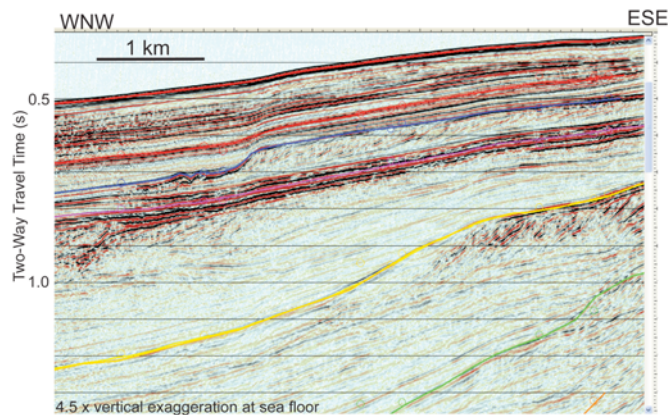 WNW
ESE
1 km
0.5
Two-Way Travel Time (s)
1.0
4.5 x vertical exaggeration at sea floor